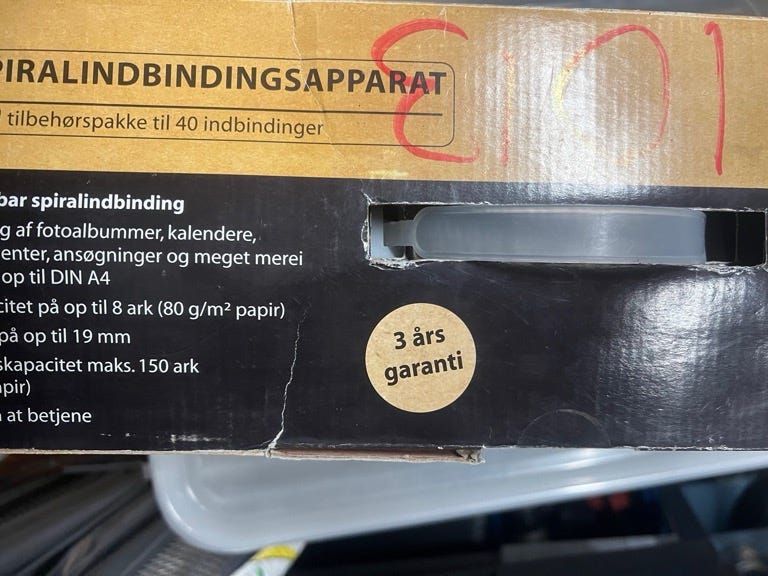 1013
PIRALINDBINDINGSAPPARAT
tilbehørspakke til 40 indbindinger
bar spiralindbinding
g af fotoalbummer, kalendere,
enter, ansøgninger og meget merei
op til DIN A4
citet på op til 8 ark (80 g/m² papir)
på op til 19 mm
skapacitet maks. 150 ark
pir)
at betjene
3 års
garanti